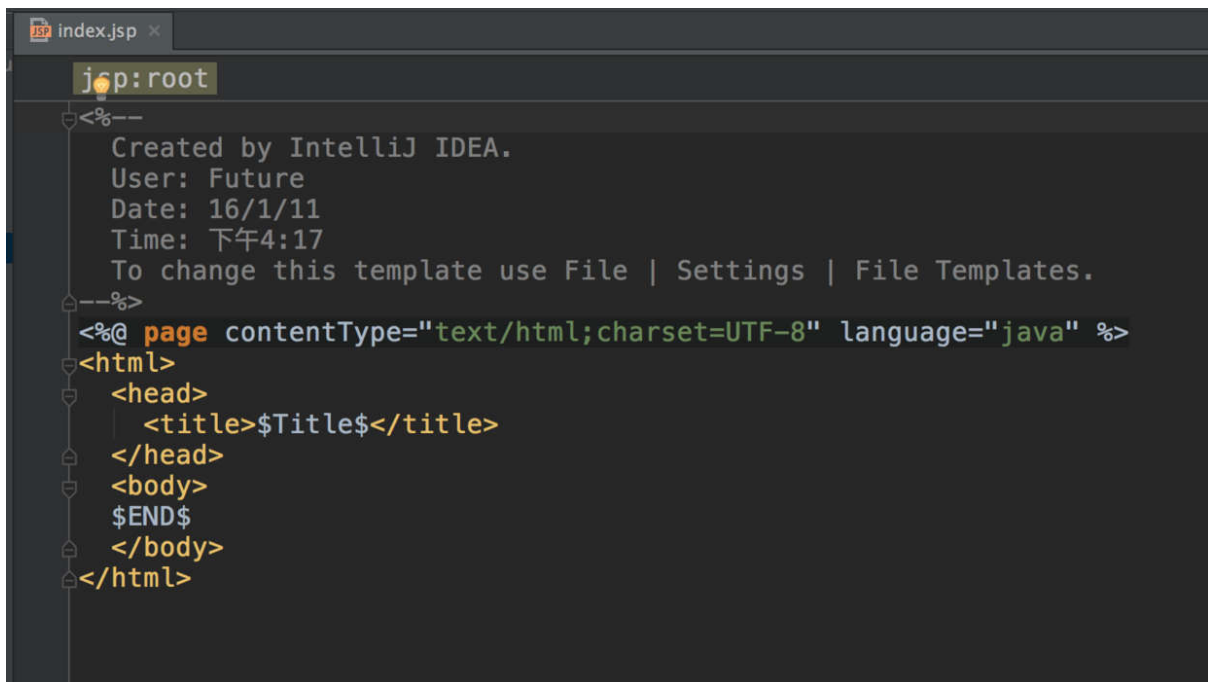 index.jsp
jsp:root
<%--
  Created by IntelliJ IDEA.
  User: Future
  Date: 16/1/11
  Time: 下午4:17
  To change this template use File | Settings | File Templates.
--%>
<%@ page contentType="text/html;charset=UTF-8" language="java" %>
<html>
  <head>
    <title>$Title$</title>
  </head>
  <body>
  $END$
  </body>
</html>